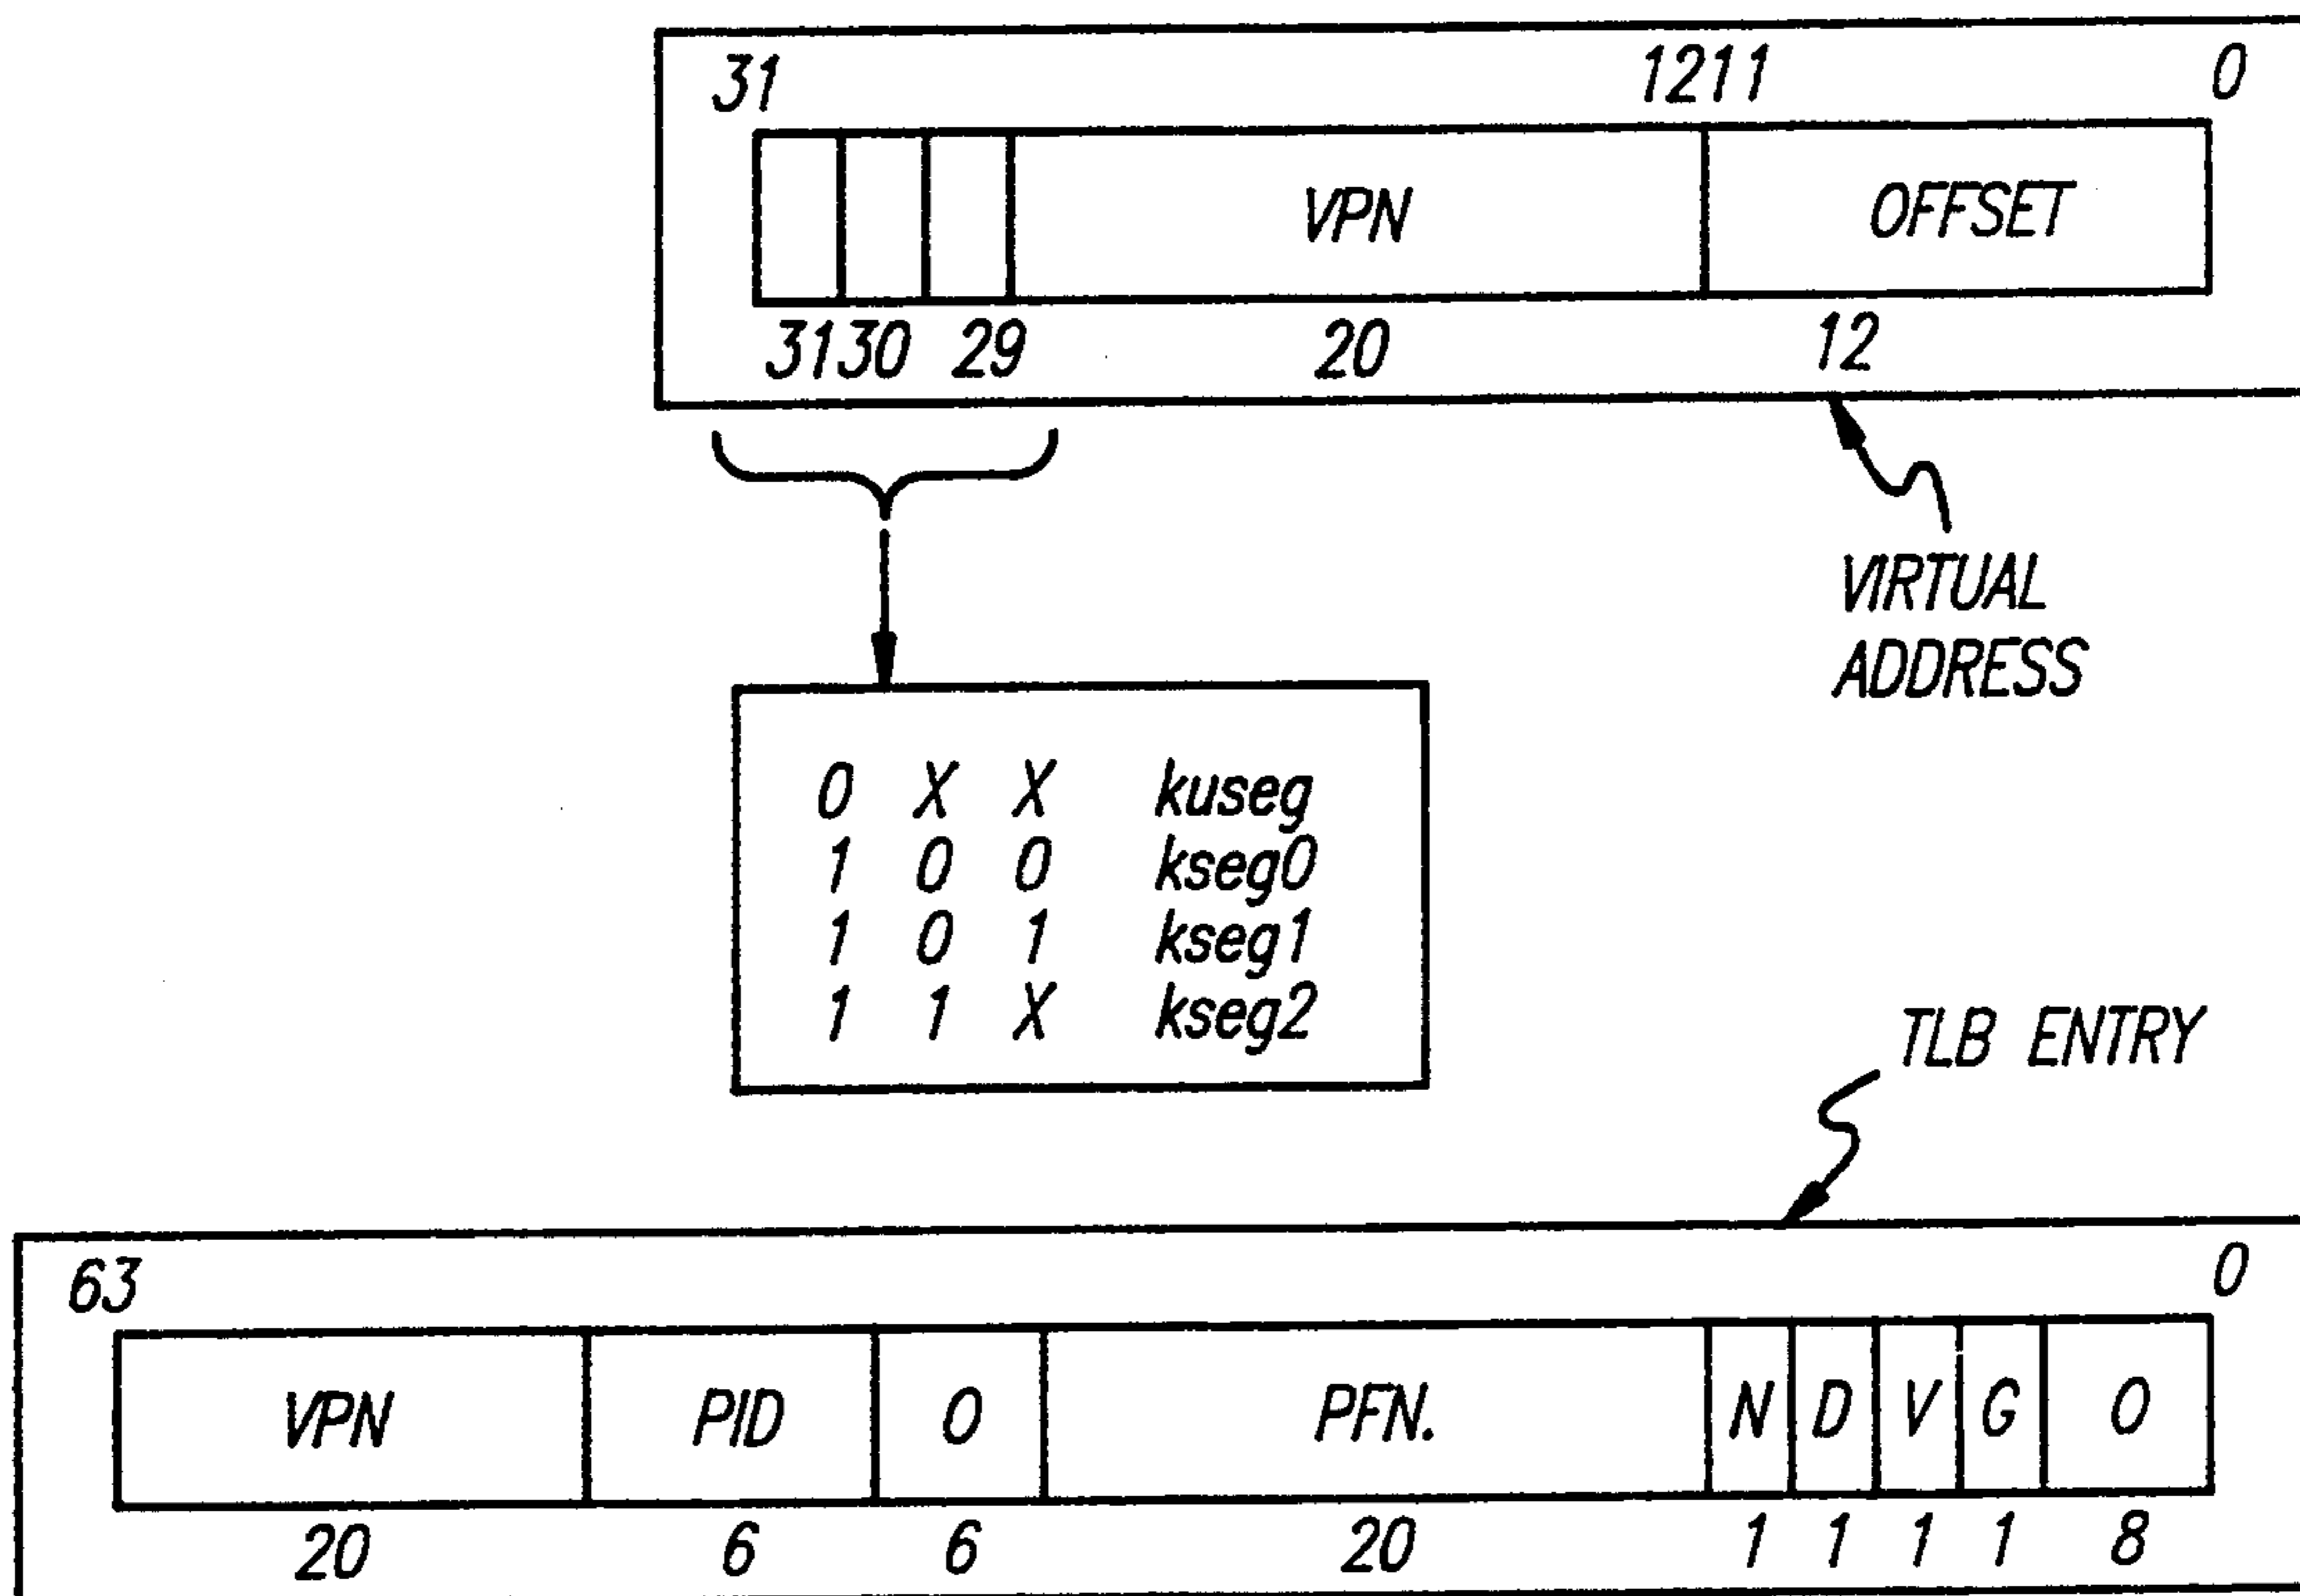 31 1211 0
VPN OFFSET
31 30 29 20 12
VIRTUAL
ADDRESS
0 X X kuseg
1 0 0 kseg0
1 0 1 kseg1
1 1 X kseg2
TLB ENTRY
63 0
VPN PID 0 PFN. N D V G 0
20 6 6 20 1 1 1 1 8